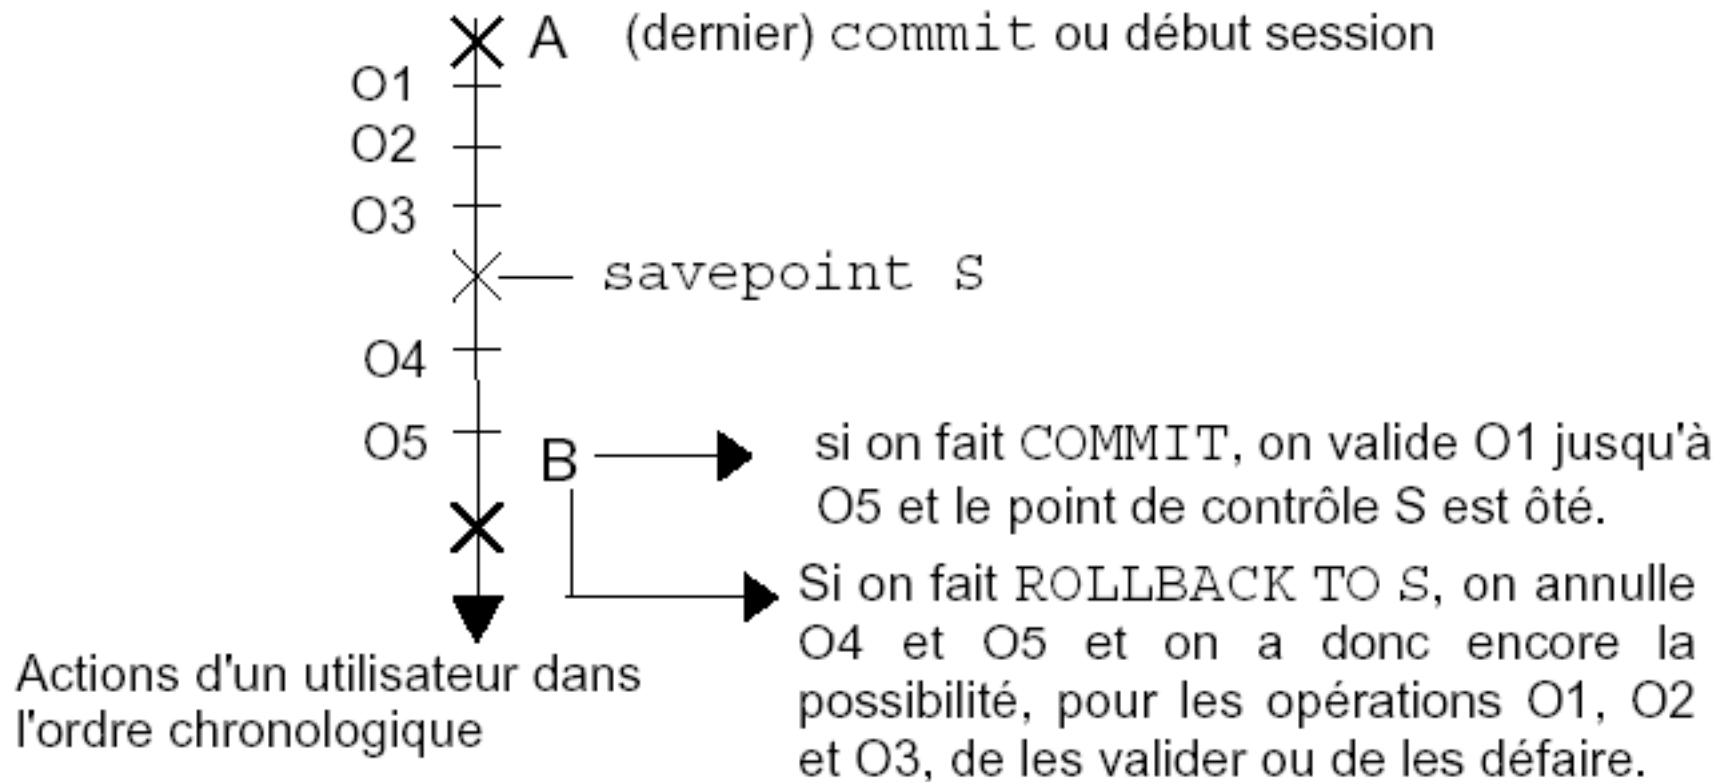 A (dernier) commit ou début session
O1
O2
O3
savepoint S
O4
O5
B
si on fait COMMIT, on valide O1 jusqu'à
O5 et le point de contrôle S est ôté.
Si on fait ROLLBACK TO S, on annulle
O4 et O5 et on a donc encore la
possibilité, pour les opérations O1, O2
et O3, de les valider ou de les défaire.
Actions d'un utilisateur dans
l'ordre chronologique